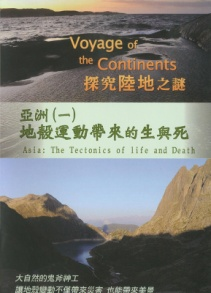 Voyage of
the Continents
探究陸地之謎
亞洲(一)
地殼運動帶來的生與死
Asia: The Tectonics of life and Death
大自然的鬼斧神工
讓地殼變動不僅帶來災害 也能帶來美景